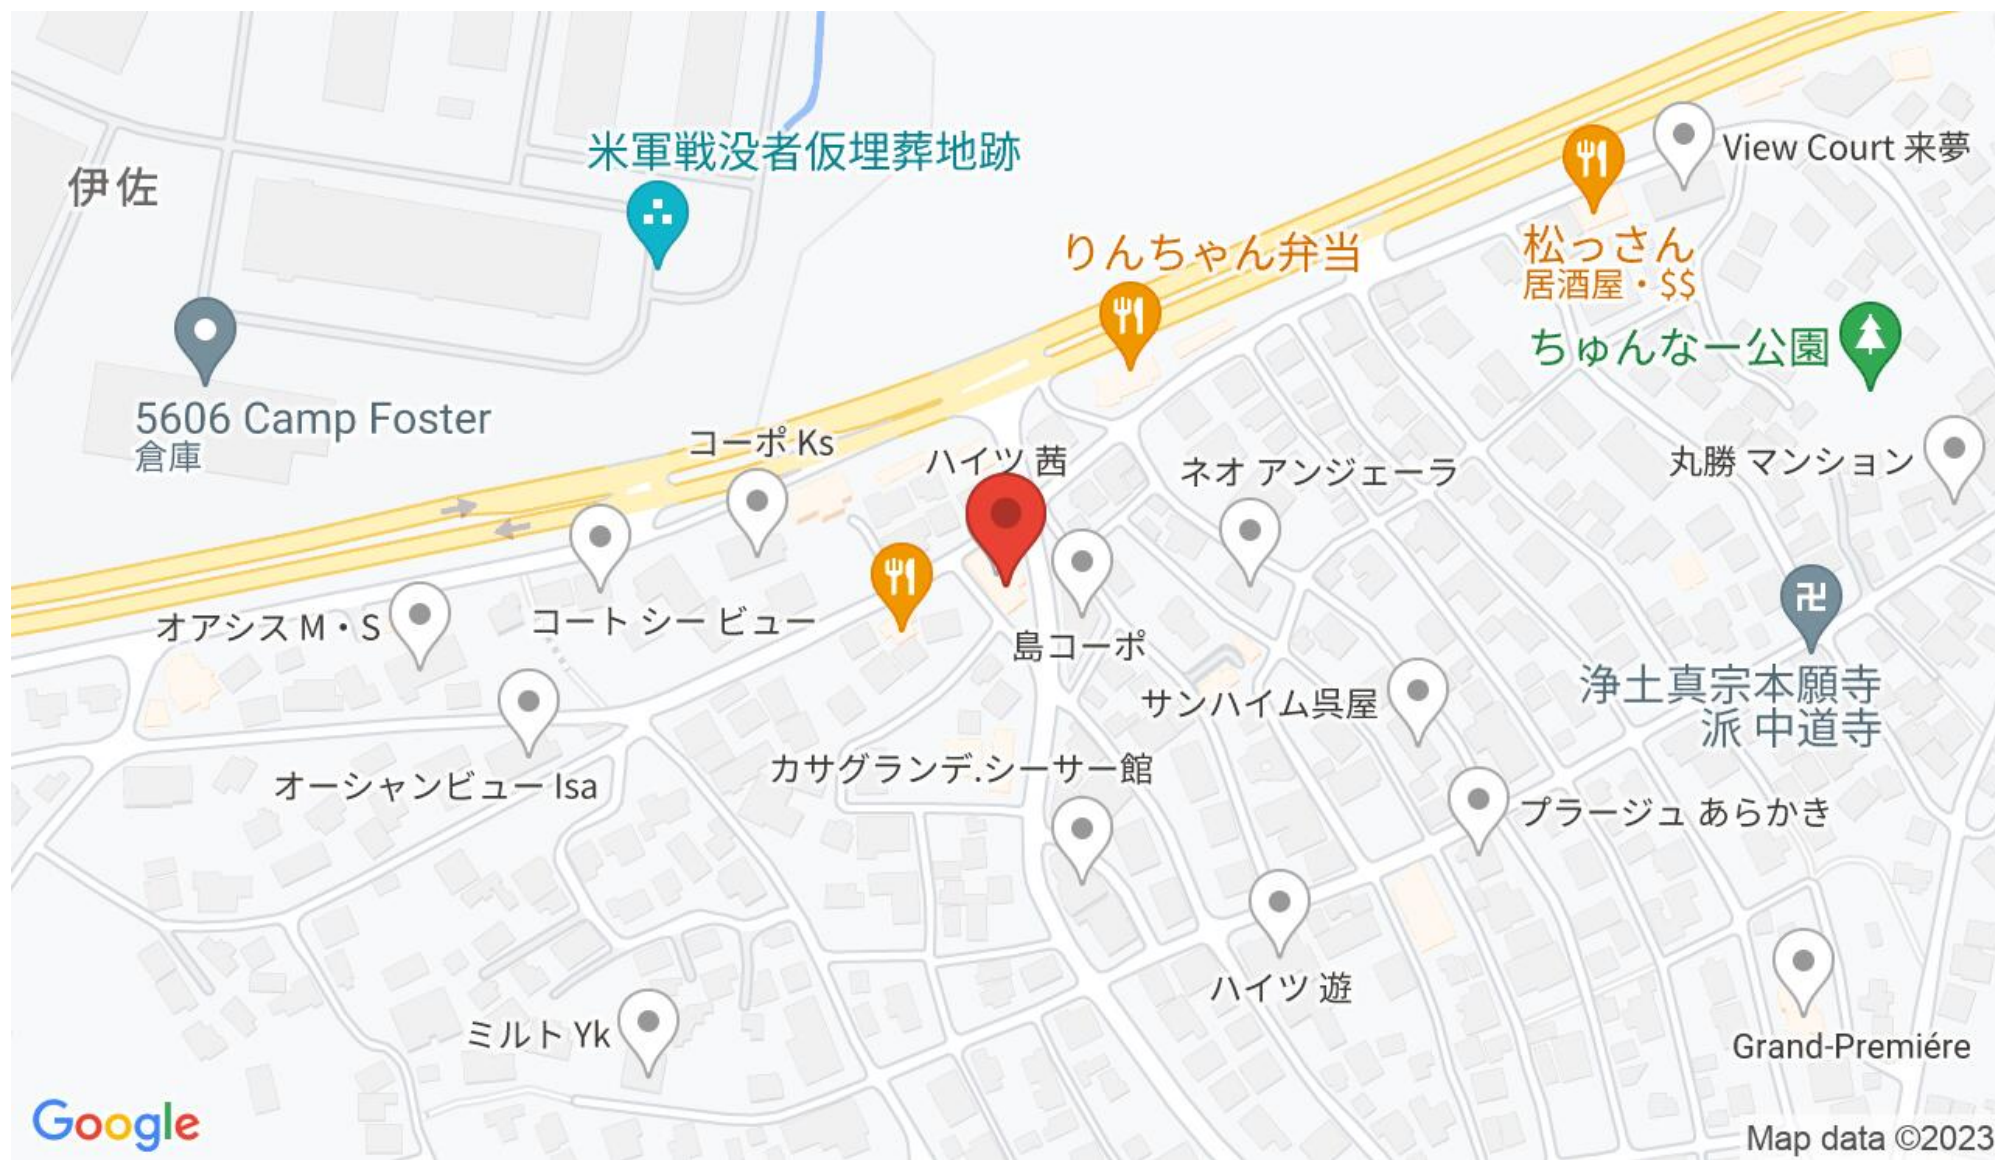 米軍戦没者仮埋葬地跡
View Court 来夢
伊佐
りんちゃん弁当
松っさん
居酒屋・$$
ちゅんなー公園
5606 Camp Foster
倉庫
コーポ Ks
ハイツ 茜
ネオ アンジェーラ
丸勝 マンション
オアシス M・S
コート シー ビュー
島コーポ
サンハイム呉屋
浄土真宗本願寺
派 中道寺
オーシャンビュー Isa
カサグランデ.シーサー館
プラージュ あらかき
ハイツ 遊
ミルト Yk
Grand-Premiére
Google
Map data ©2023